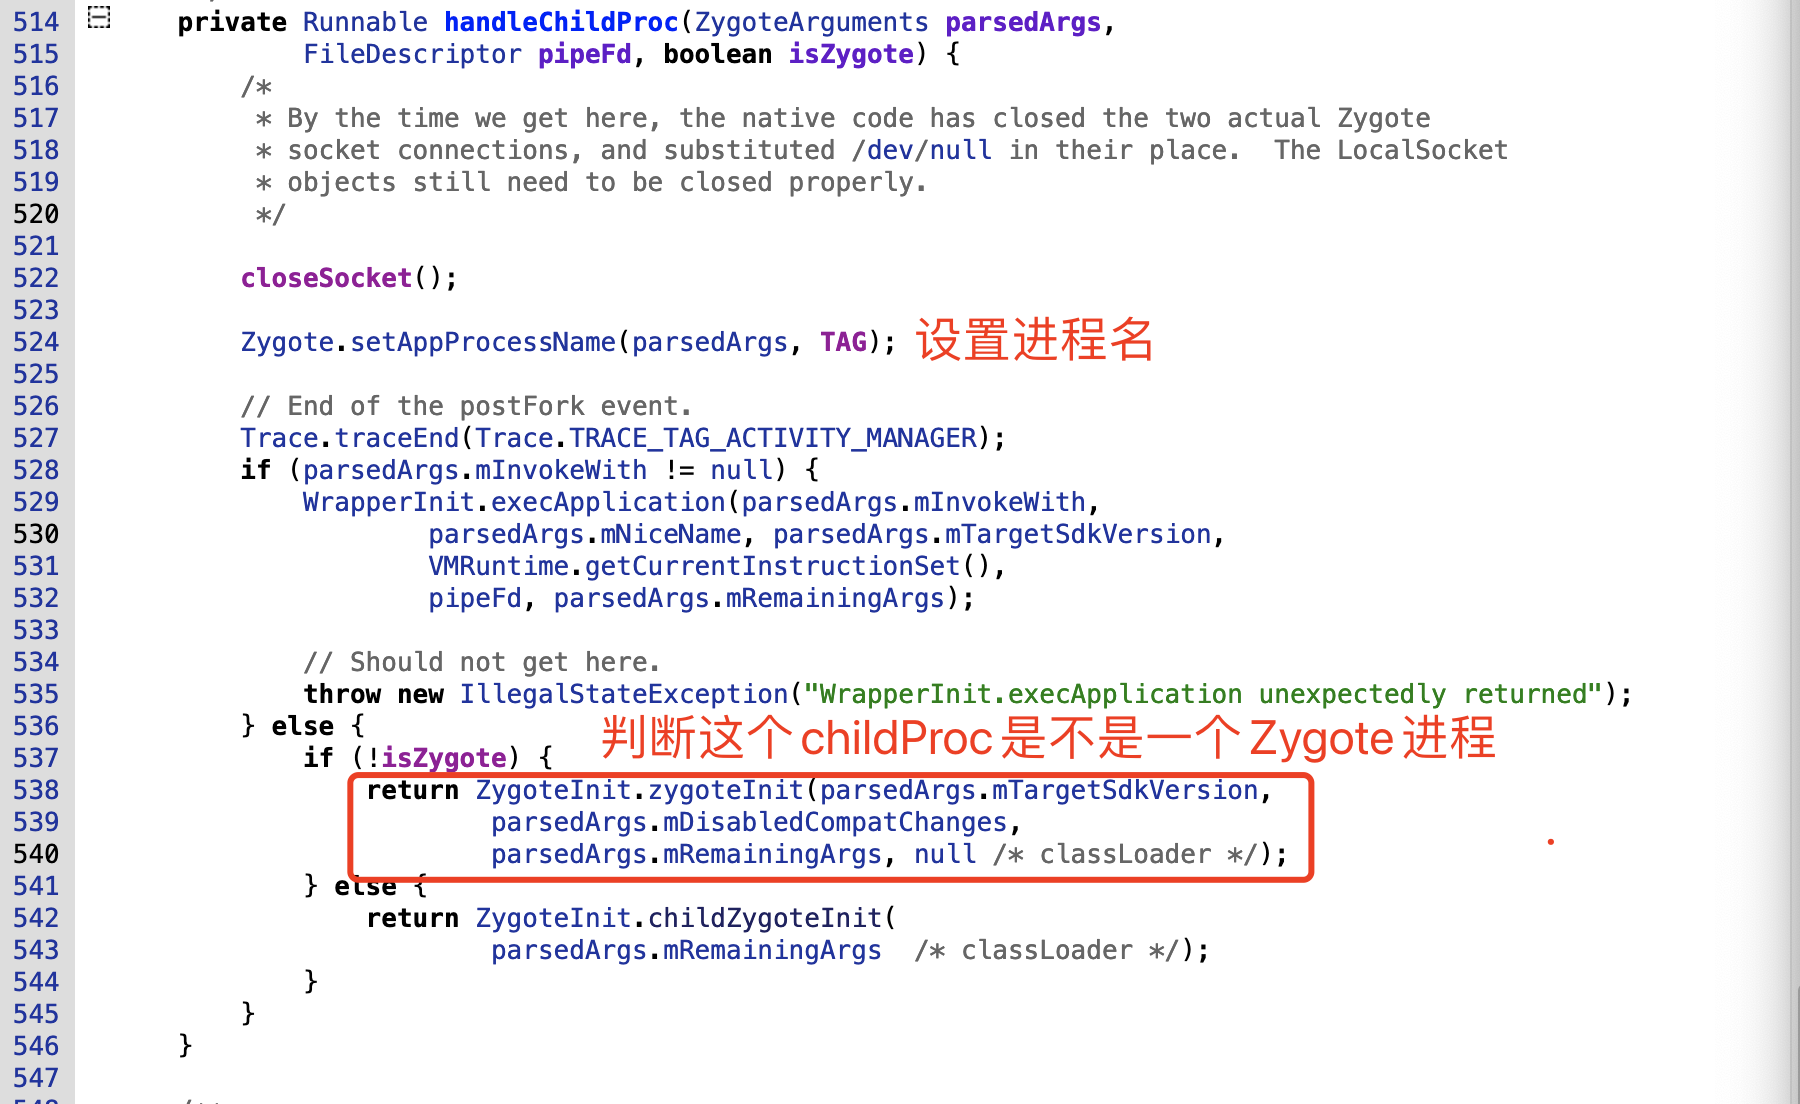 514 private Runnable handleChildProc(ZygoteArguments parsedArgs,
515 FileDescriptor pipeFd, boolean isZygote) {
516 /*
517 * By the time we get here, the native code has closed the two actual Zygote
518 * socket connections, and substituted /dev/null in their place.  The LocalSocket
519 * objects still need to be closed properly.
520 */
521
522 closeSocket();
523
524 Zygote.setAppProcessName(parsedArgs, TAG); 设置进程名
525
526 // End of the postFork event.
527 Trace.traceEnd(Trace.TRACE_TAG_ACTIVITY_MANAGER);
528 if (parsedArgs.mInvokeWith != null) {
529 WrapperInit.execApplication(parsedArgs.mInvokeWith,
530 parsedArgs.mNiceName, parsedArgs.mTargetSdkVersion,
531 VMRuntime.getCurrentInstructionSet(),
532 pipeFd, parsedArgs.mRemainingArgs);
533
534 // Should not get here.
535 throw new IllegalStateException("WrapperInit.execApplication unexpectedly returned");
536 } else {
判断这个childProc是不是一个Zygote进程
537 if (!isZygote) {
538 return ZygoteInit.zygoteInit(parsedArgs.mTargetSdkVersion,
539 parsedArgs.mDisabledCompatChanges,
540 parsedArgs.mRemainingArgs, null /* classLoader */);
541 } else {
542 return ZygoteInit.childZygoteInit(
543 parsedArgs.mRemainingArgs  /* classLoader */);
544 }
545 }
546 }
547